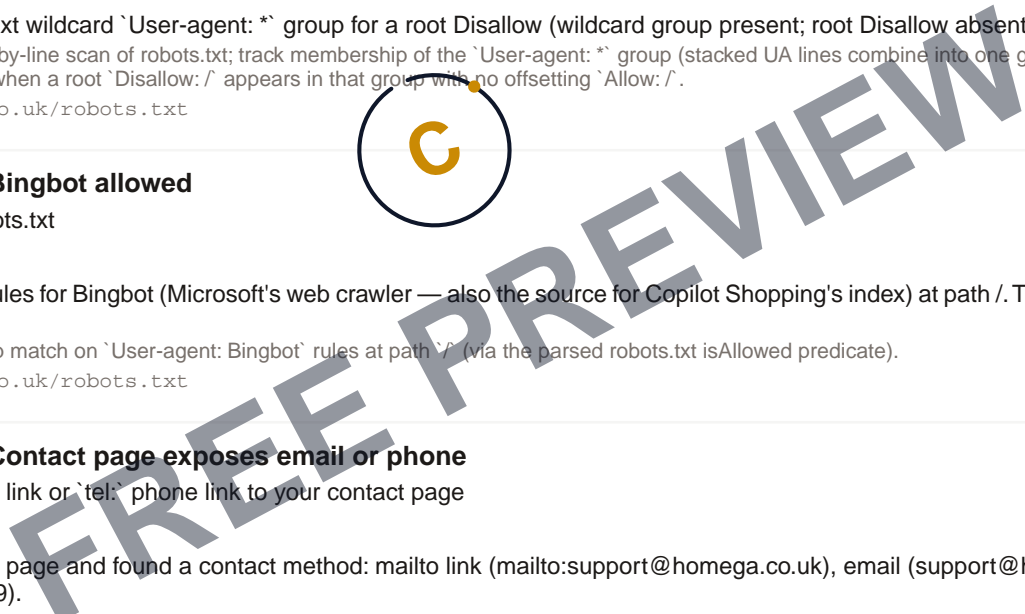 xt wildcard `User-agent: *` group for a root Disallow (wildcard group present; root Disallow absent
by-line scan of robots.txt; track membership of the `User-agent: *` group (stacked UA lines combine into one g
when a root `Disallow: /` appears in that group with no offsetting `Allow: /`.
o.uk/robots.txt
C
Bingbot allowed
ots.txt
ules for Bingbot (Microsoft's web crawler — also the source for Copilot Shopping's index) at path /. T
o match on `User-agent: Bingbot` rules at path `/` (via the parsed robots.txt isAllowed predicate).
o.uk/robots.txt
FREE PREVIEW
Contact page exposes email or phone
link or `tel:` phone link to your contact page
page and found a contact method: mailto link (mailto:support@homega.co.uk), email (support@h
9).